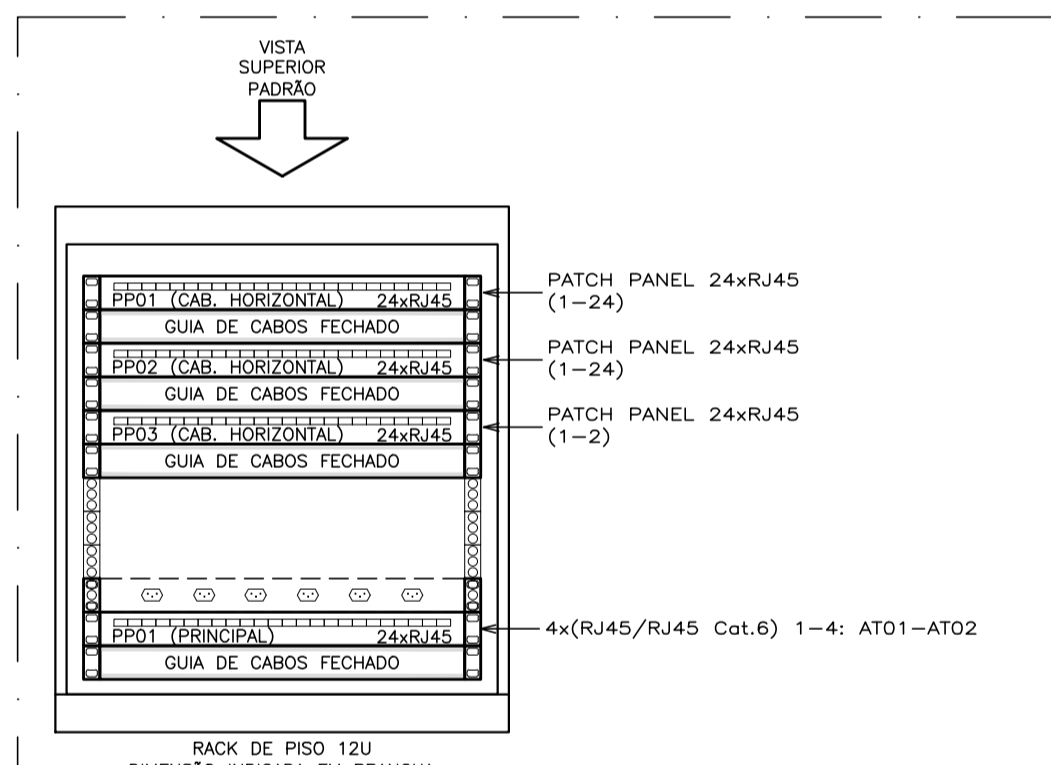 VISTA
SUPERIOR
PADRÃO
PP01 (CAB. HORIZONTAL) 24xRJ45
PATCH PANEL 24xRJ45
(1-24)
GUIA DE CABOS FECHADO
PP02 (CAB. HORIZONTAL) 24xRJ45
PATCH PANEL 24xRJ45
(1-24)
GUIA DE CABOS FECHADO
PP03 (CAB. HORIZONTAL) 24xRJ45
PATCH PANEL 24xRJ45
(1-2)
GUIA DE CABOS FECHADO
PP01 (PRINCIPAL) 24xRJ45
4x(RJ45/RJ45 Cat.6) 1-4: AT01-AT02
GUIA DE CABOS FECHADO
RACK DE PISO 12U